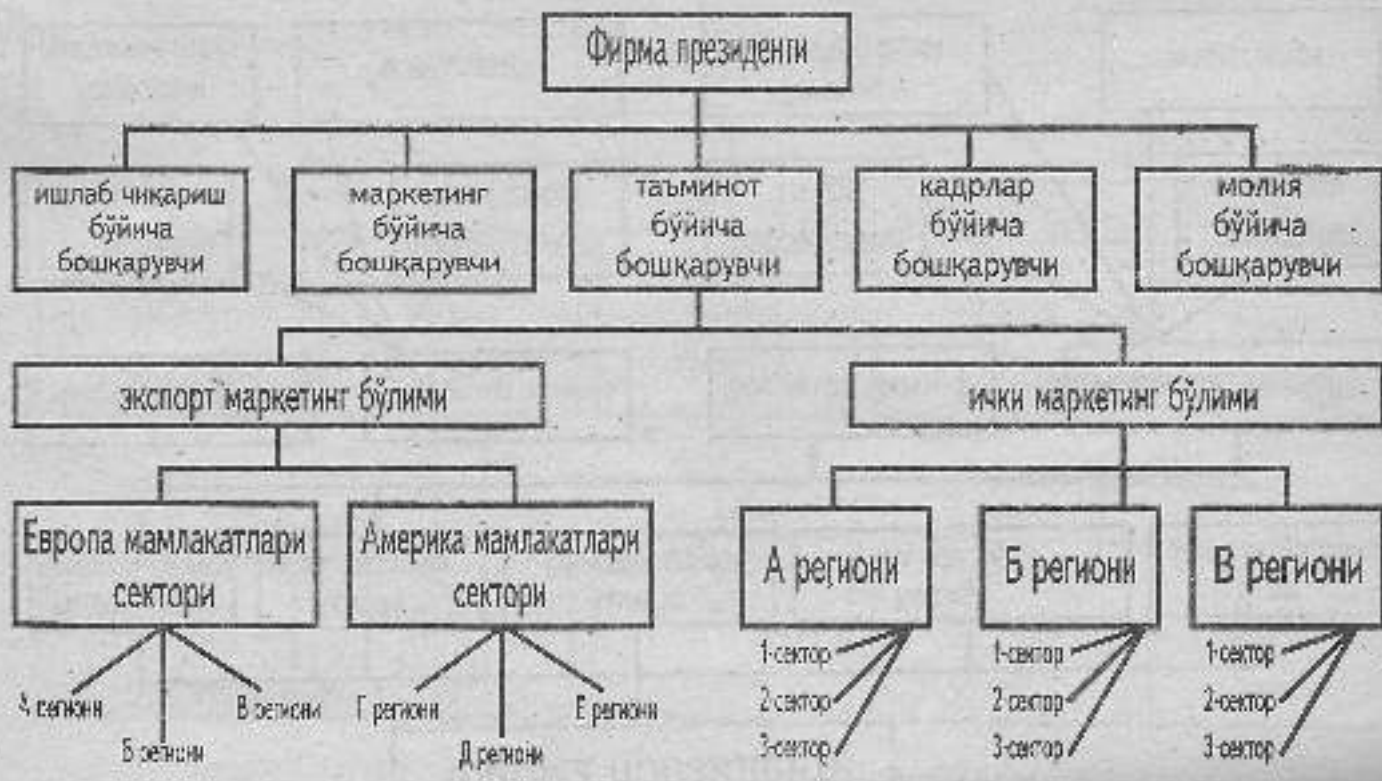 Фирма президенти
ишлаб чиқариш
бўйича
бошқарувчи
маркетинг
бўйича
бошқарувчи
таъминот
бўйича
бошқарувчи
кадрлар
бўйича
бошқарувчи
молия
бўйича
бошқарувчи
экспорт маркетинг бўлими
ички маркетинг бўлими
Европа мамлакатлари
сектори
Америка мамлакатлари
сектори
А региони
Б региони
В региони
А региони
Б региони
В региони
Г региони
Д региони
Е региони
1-сектор
2-сектор
3-сектор
1-сектор
2-сектор
3-сектор
1-сектор
2-сектор
3-сектор